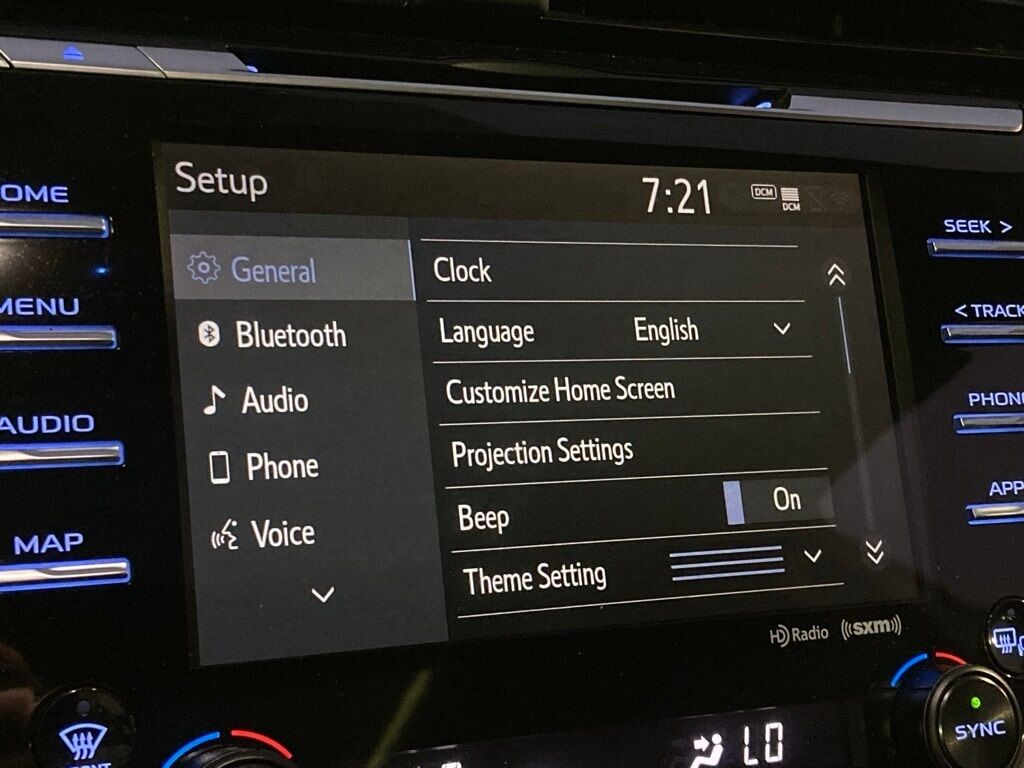 Setup
7:21
DCM
DCM
OME
MENU
AUDIO
MAP
General
Bluetooth
Audio
Phone
Voice
Clock
Language English
Customize Home Screen
Projection Settings
Beep On
Theme Setting
SEEK >
< TRACK
PHONE
APP
HD Radio
((sxm))
FRONT
LO
SYNC